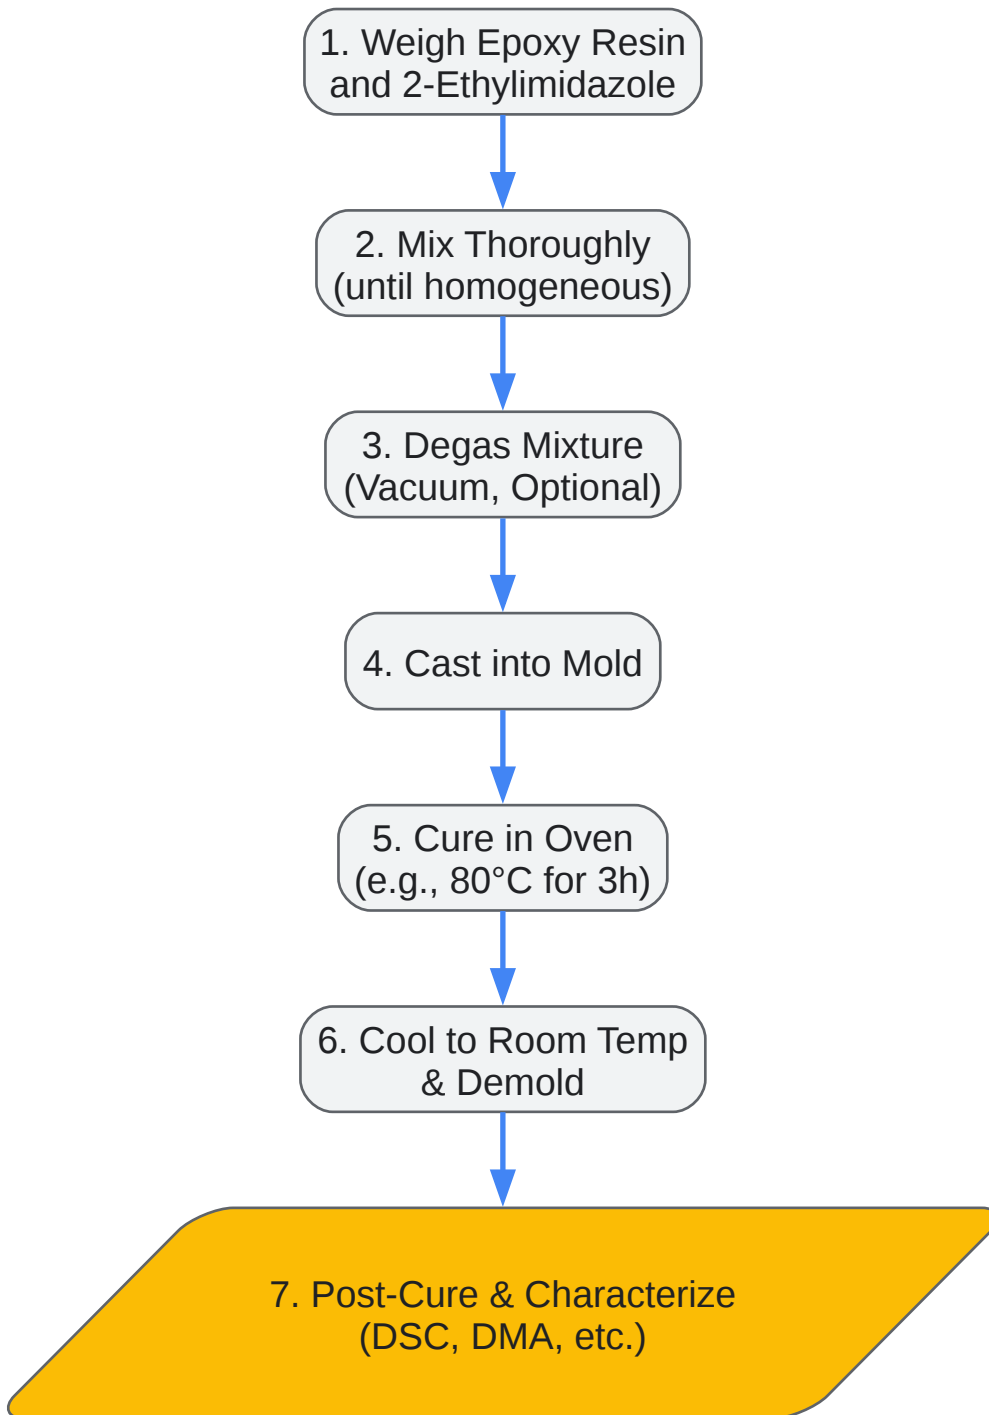 1. Weigh Epoxy Resin
and 2-Ethylimidazole
2. Mix Thoroughly
(until homogeneous)
3. Degas Mixture
(Vacuum, Optional)
4. Cast into Mold
5. Cure in Oven
(e.g., 80°C for 3h)
6. Cool to Room Temp
& Demold
7. Post-Cure & Characterize
(DSC, DMA, etc.)